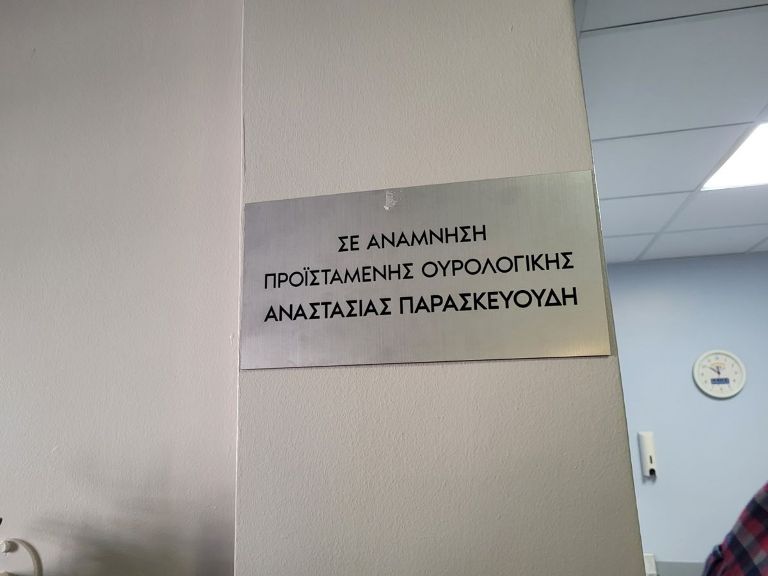 ΣΕ ΑΝΑΜΝΗΣΗ
ΠΡΟΪΣΤΑΜΕΝΗΣ ΟΥΡΟΛΟΓΙΚΗΣ
ΑΝΑΣΤΑΣΙΑΣ ΠΑΡΑΣΚΕΥΟΥΔΗ